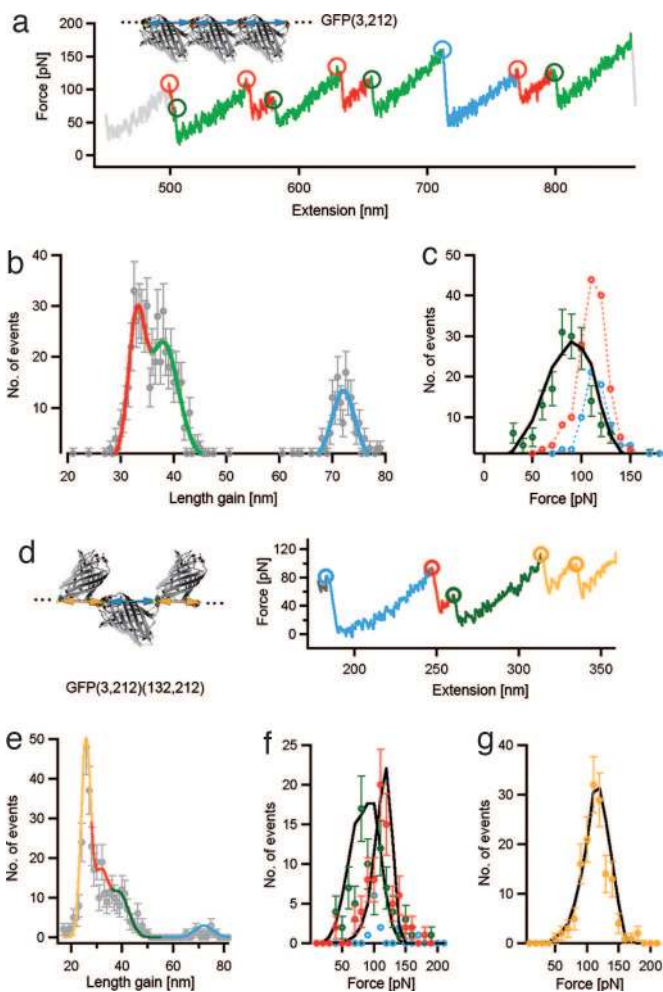 a
GFP(3,212)
Force [pN]
200
150
100
50
0
500
600
700
800
Extension [nm]
b
No. of events
40
30
20
10
20
30
40
50
60
70
80
Length gain [nm]
c
No. of events
50
40
30
20
10
0
50
100
150
Force [pN]
d
GFP(3,212)(132,212)
Force [pN]
120
80
40
0
200
250
300
350
Extension [nm]
e
No. of events
50
40
30
20
10
0
20
40
60
80
Length gain [nm]
f
No. of events
25
20
15
10
5
0
50
100
150
200
Force [pN]
g
No. of events
40
30
20
10
0
0
50
100
150
200
Force [pN]